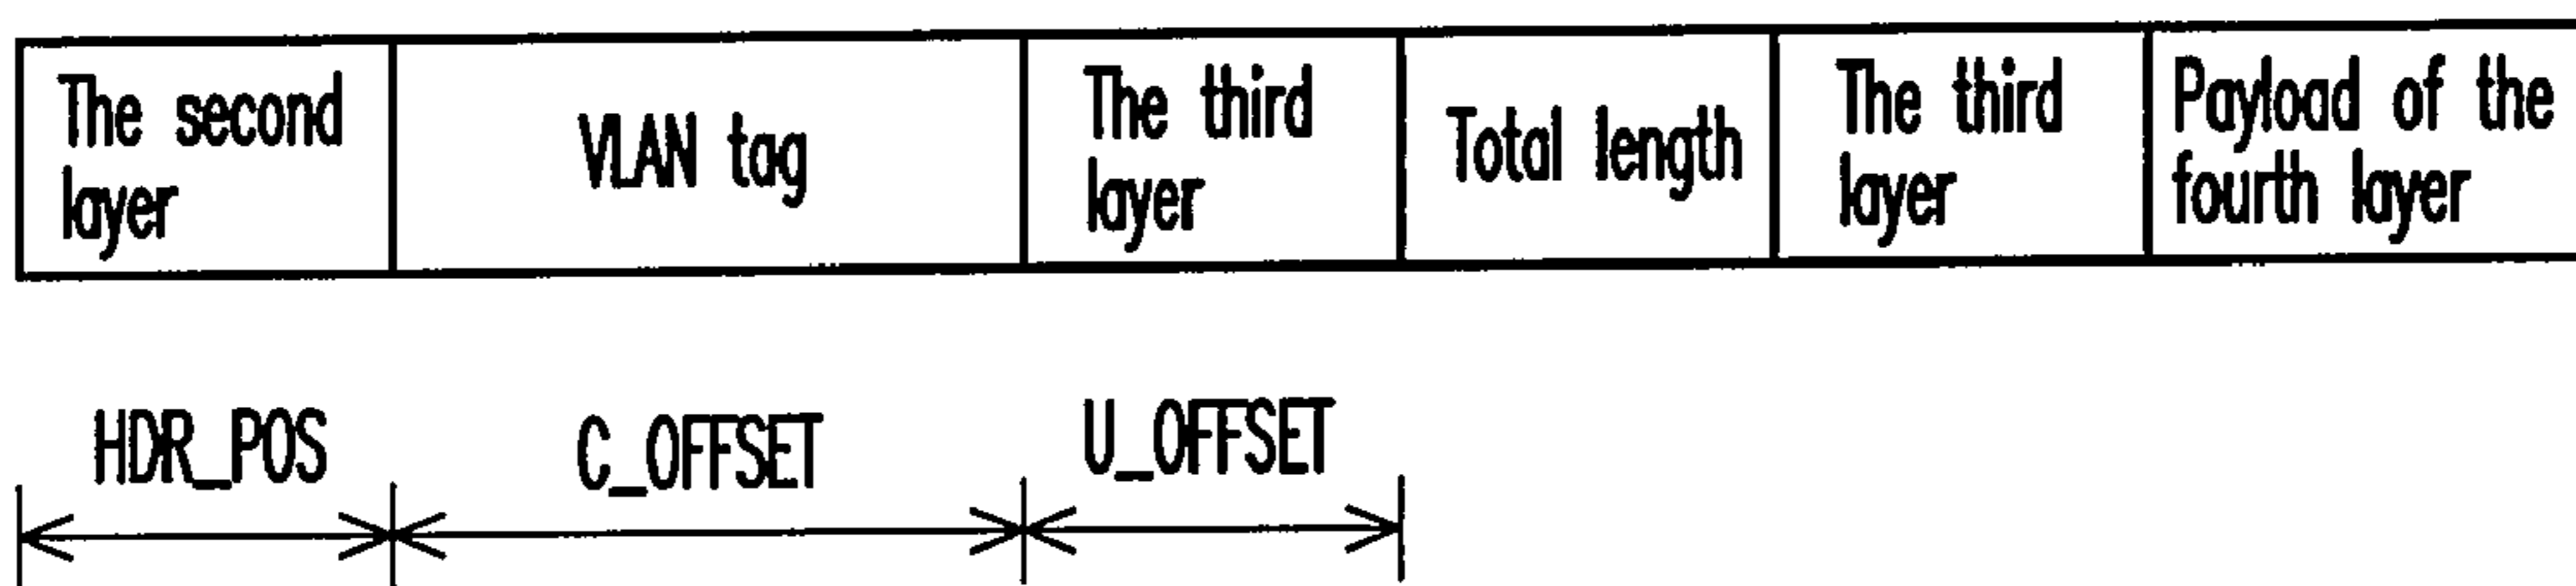 The second
layer
VLAN tag
The third
layer
Total length
The third
layer
Payload of the
fourth layer
HDR_POS
C_OFFSET
U_OFFSET